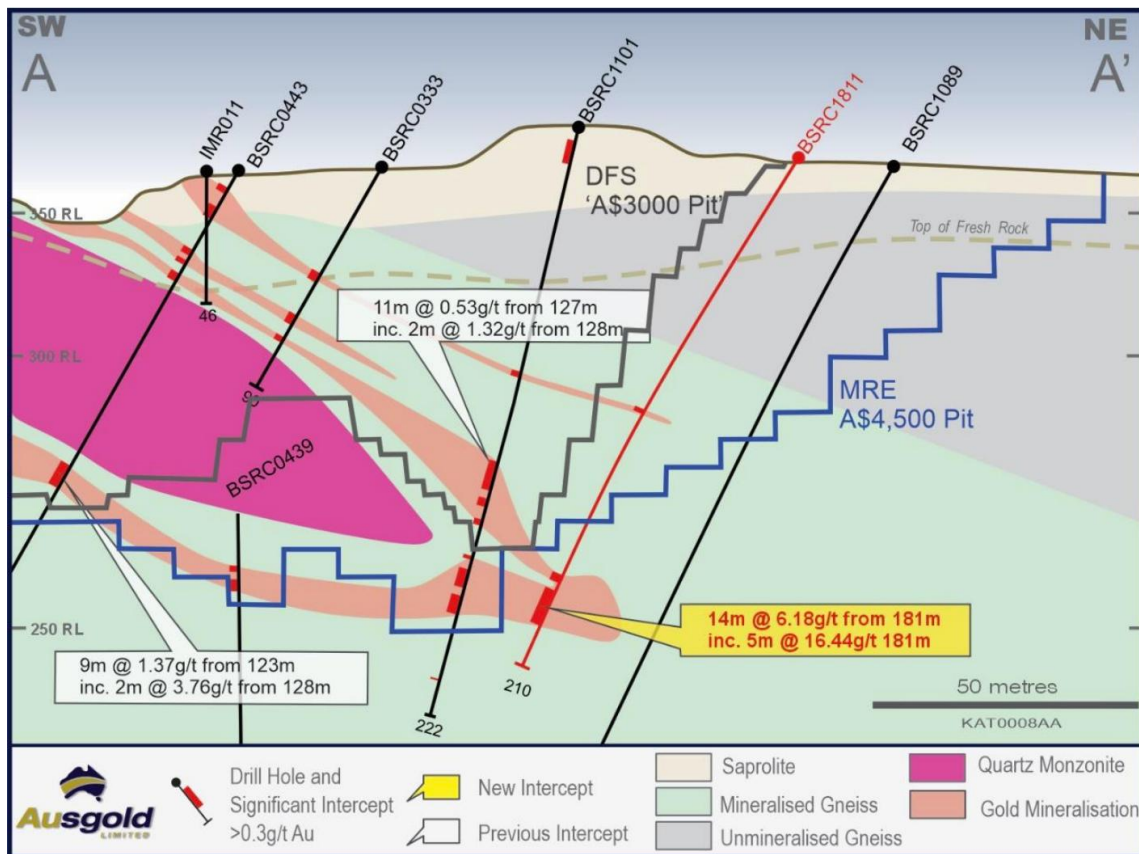 SW
NE
A
A'
IMR011
BSRC0443
BSRC0333
BSRC1101
BSRC1811
BSRC1089
DFS
'A$3000 Pit'
350 RL
Top of Fresh Rock
46
11m @ 0.53g/t from 127m
inc. 2m @ 1.32g/t from 128m
300 RL
MRE
A$4,500 Pit
BSRC0439
250 RL
14m @ 6.18g/t from 181m
inc. 5m @ 16.44g/t 181m
9m @ 1.37g/t from 123m
inc. 2m @ 3.76g/t from 128m
210
222
50 metres
KAT0008AA
Ausgold
LIMITED
Drill Hole and
Significant Intercept
>0.3g/t Au
New Intercept
Previous Intercept
Saprolite
Mineralised Gneiss
Unmineralised Gneiss
Quartz Monzonite
Gold Mineralisation